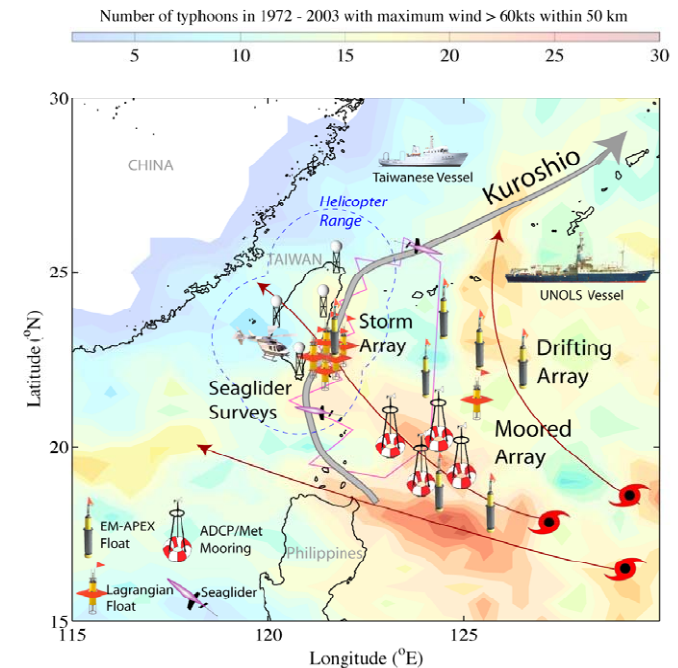 Number of typhoons in 1972 - 2003 with maximum wind > 60kts within 50 km
5 10 15 20 25 30
30
25
20
15
115 120 125
Latitude (°N)
Longitude (°E)
CHINA
Taiwanese Vessel
Kuroshio
Helicopter
Range
TAIWAN
UNOLS Vessel
Storm
Array
Drifting
Array
Seaglider
Surveys
Moored
Array
EM-APEX
Float
ADCP/Met
Mooring
Philippines
Lagrangian
Float
Seaglider